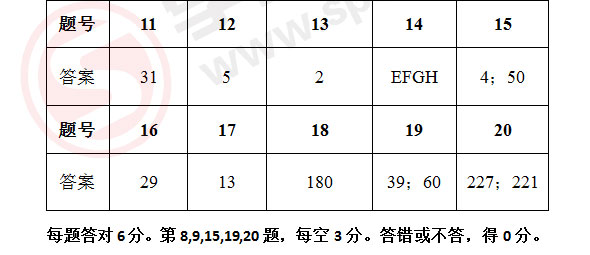 题号 11 12 13 14 15
答案 31 5 2 EFGH 4；50
题号 16 17 18 19 20
答案 29 13 180 39；60 227；221
每题答对 6 分。第 8,9,15,19,20 题，每空 3 分。答错或不答，得 0 分。